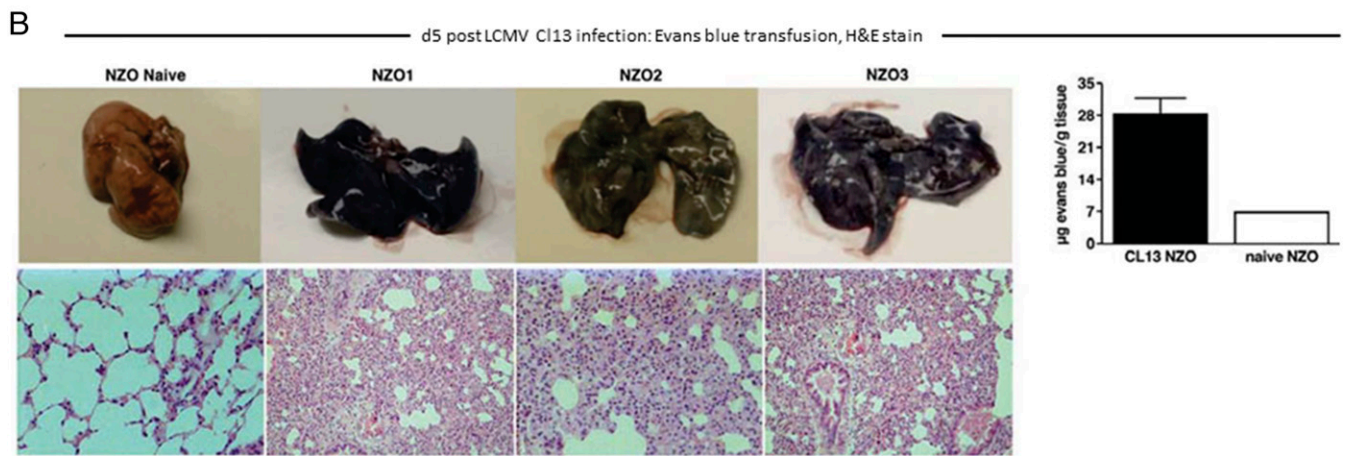 B
d5 post LCMV Cl13 infection: Evans blue transfusion, H&E stain
NZO Naive
NZO1
NZO2
NZO3
µg evans blue/g tissue
35
28
21
14
7
0
CL13 NZO
naive NZO